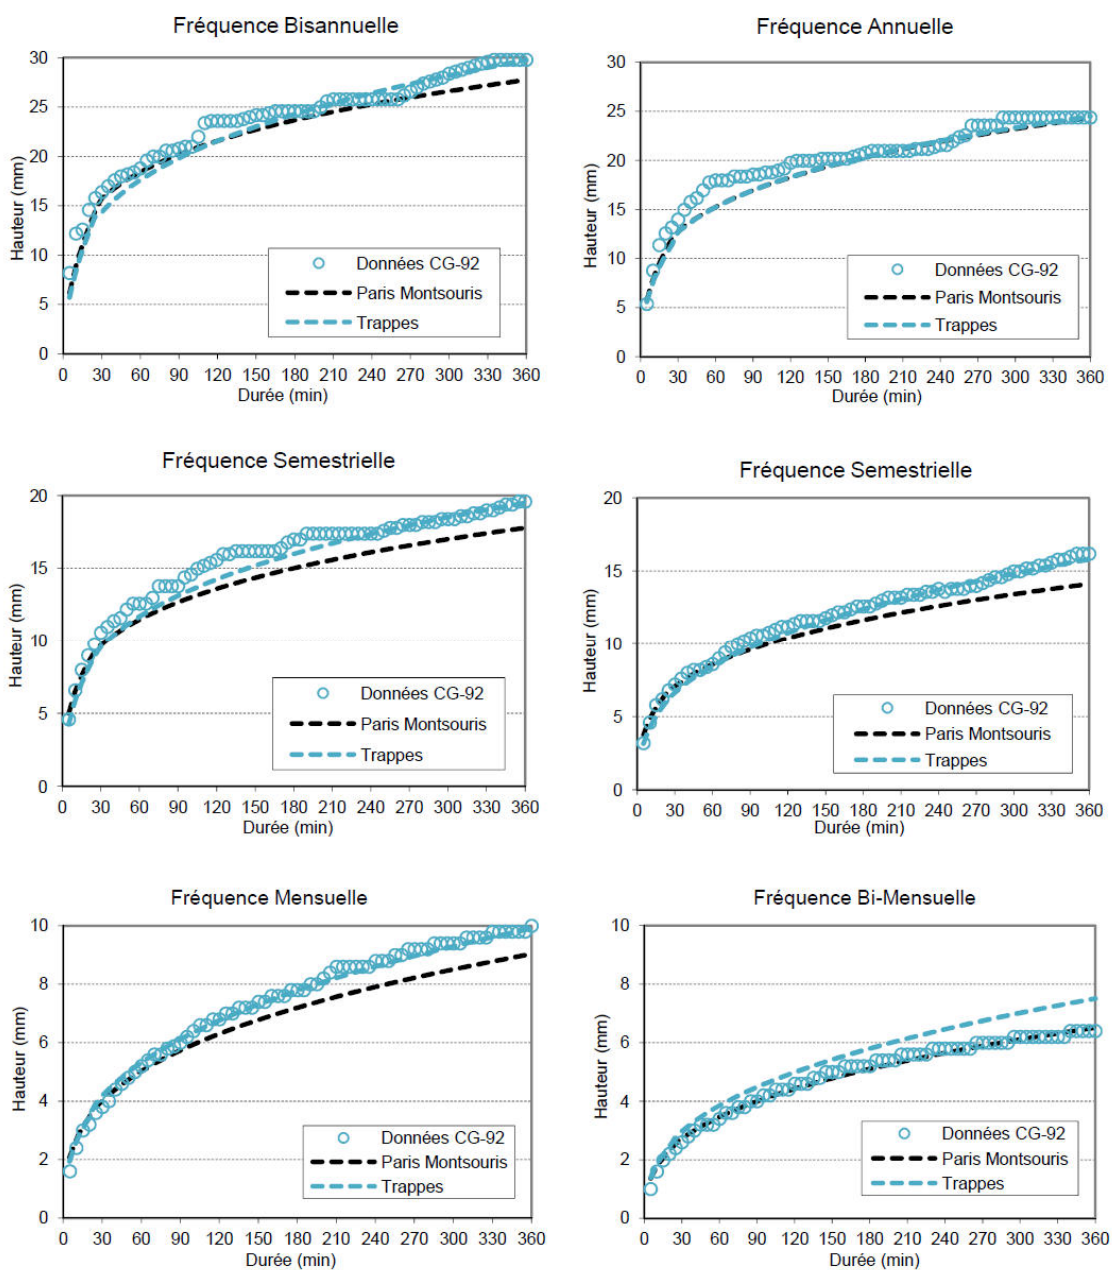 Fréquence Bisannuelle
30
25
20
15
10
5
0
Hauteur (mm)
Données CG-92
Paris Montsouris
Trappes
0 30 60 90 120 150 180 210 240 270 300 330 360
Durée (min)
Fréquence Annuelle
30
25
20
15
10
5
0
Hauteur (mm)
Données CG-92
Paris Montsouris
Trappes
0 30 60 90 120 150 180 210 240 270 300 330 360
Durée (min)
Fréquence Semestrielle
20
15
10
5
0
Hauteur (mm)
Données CG-92
Paris Montsouris
Trappes
0 30 60 90 120 150 180 210 240 270 300 330 360
Durée (min)
Fréquence Semestrielle
20
15
10
5
0
Hauteur (mm)
Données CG-92
Paris Montsouris
Trappes
0 30 60 90 120 150 180 210 240 270 300 330 360
Durée (min)
Fréquence Mensuelle
10
8
6
4
2
0
Hauteur (mm)
Données CG-92
Paris Montsouris
Trappes
0 30 60 90 120 150 180 210 240 270 300 330 360
Durée (min)
Fréquence Bi-Mensuelle
10
8
6
4
2
0
Hauteur (mm)
Données CG-92
Paris Montsouris
Trappes
0 30 60 90 120 150 180 210 240 270 300 330 360
Durée (min)